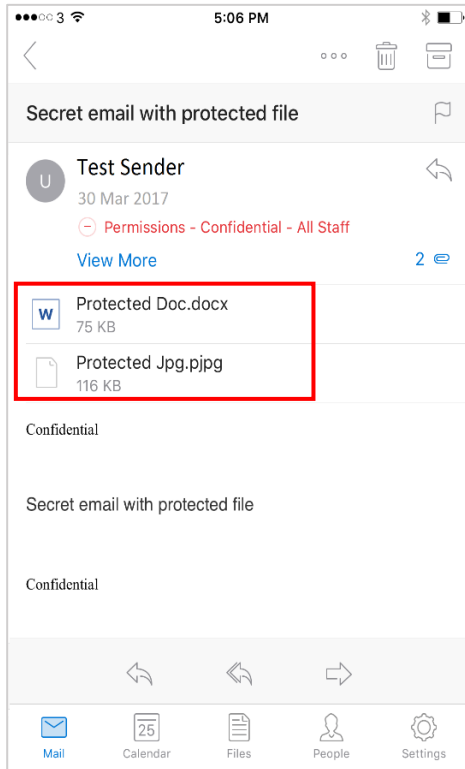 3 5:06 PM
Secret email with protected file
U
Test Sender
30 Mar 2017
Permissions - Confidential - All Staff
View More 2
W
Protected Doc.docx
75 KB
Protected Jpg.pjpg
116 KB
Confidential
Secret email with protected file
Confidential
25
Mail Calendar Files People Settings